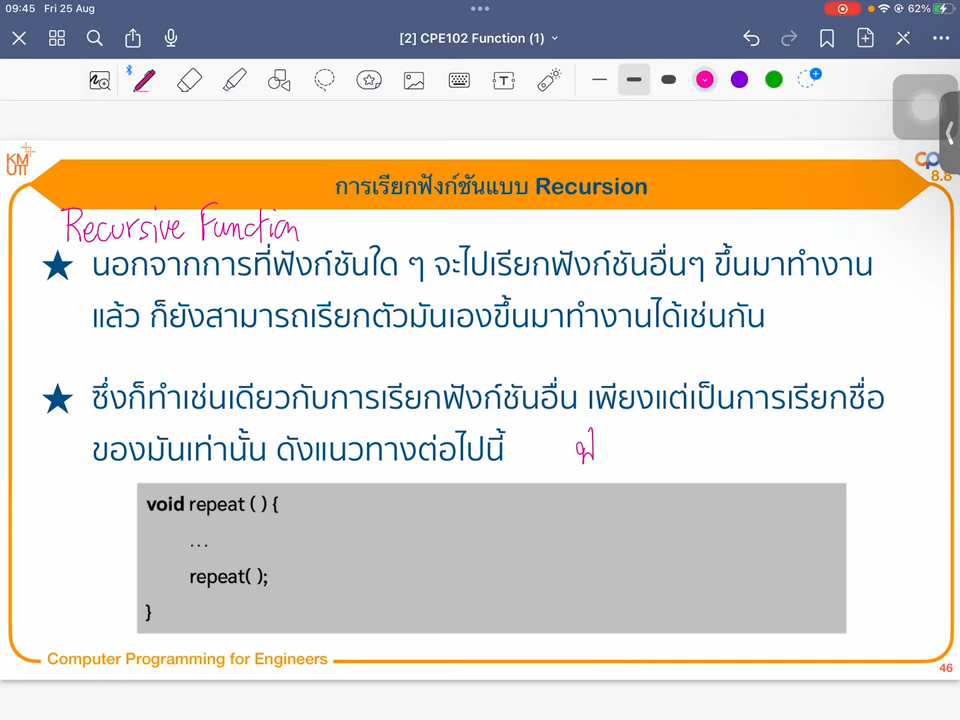 09:45 Fri 25 Aug
62%
[2] CPE102 Function (1)
KM
UTT
cp
8.8
การเรียกฟังก์ชันแบบ Recursion
Recursive Function
นอกจากการที่ฟังก์ชันใด ๆ จะไปเรียกฟังก์ชันอื่นๆ ขึ้นมาทำงาน
แล้ว ก็ยังสามารถเรียกตัวมันเองขึ้นมาทำงานได้เช่นกัน
ซึ่งก็ทำเช่นเดียวกับการเรียกฟังก์ชันอื่น เพียงแต่เป็นการเรียกชื่อ
ของมันเท่านั้น ดังแนวทางต่อไปนี้
void repeat ( ) {
...
repeat( );
}
Computer Programming for Engineers
46